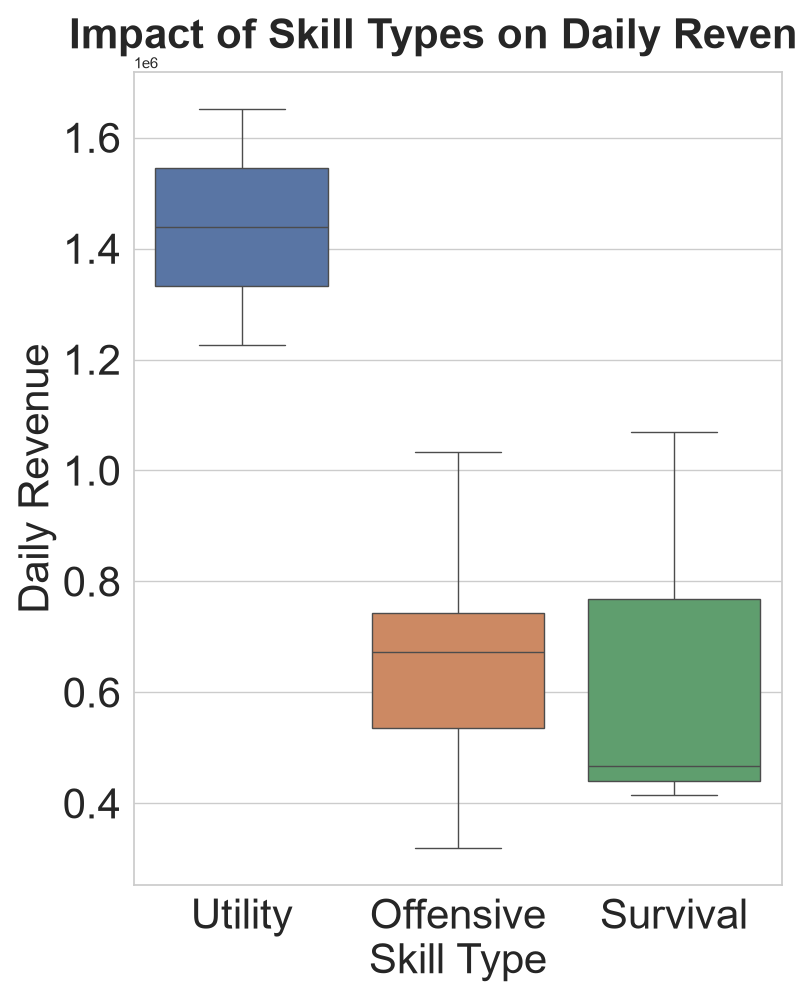 Impact of Skill Types on Daily Reven
1e6
1.6
1.4
1.2
1.0
0.8
0.6
0.4
Daily Revenue
Utility
Offensive
Survival
Skill Type